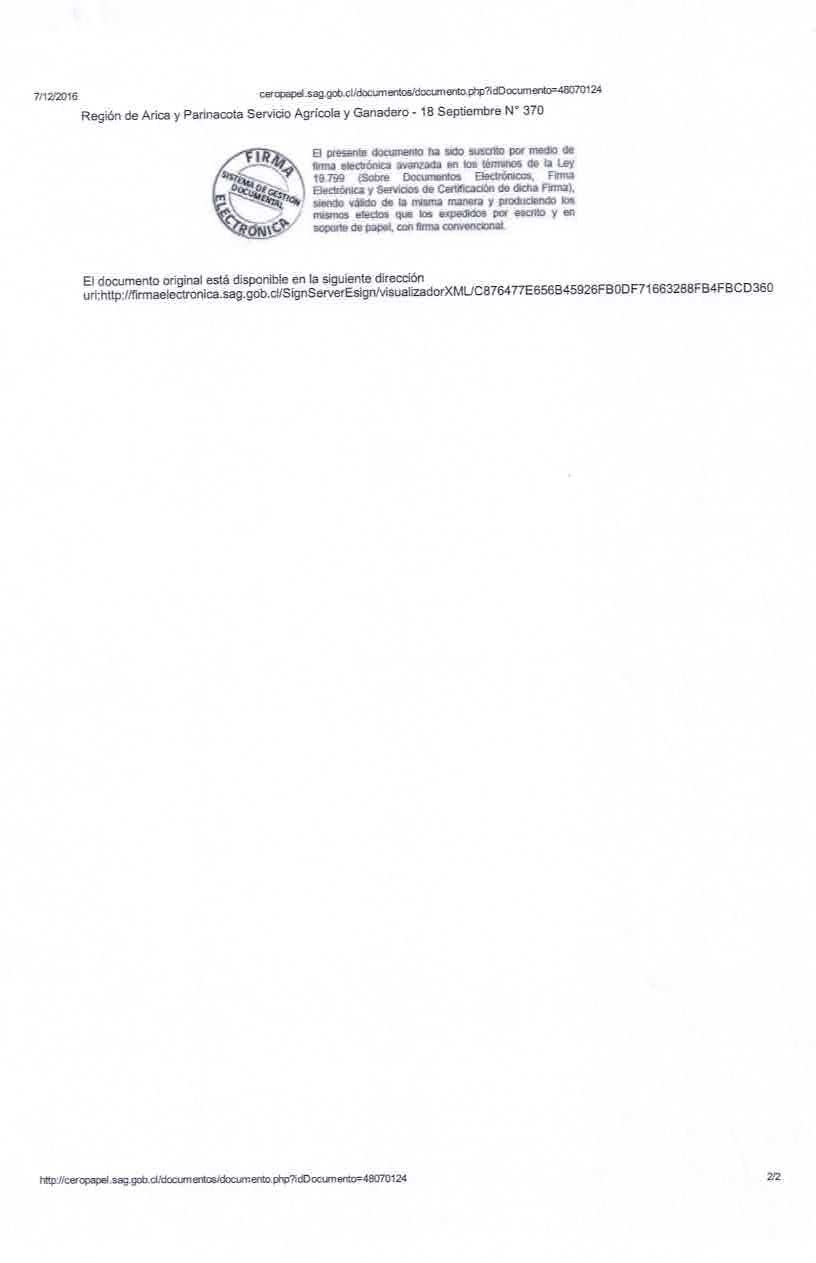 7/12/2016
ceropapel.sag.gob.cl/documentos/documento.php?idDocumento=48070124
Región de Arica y Parinacota Servicio Agrícola y Ganadero - 18 Septiembre N° 370
FIRMA
SISTEMA DE GESTIÓN
DOCUMENTAL
ELECTRÓNICA
El presente documento ha sido suscrito por medio de
firma electrónica avanzada en los términos de la Ley
19.799 (Sobre Documentos Electrónicos, Firma
Electrónica y Servicios de Certificación de dicha Firma),
siendo válido de la misma manera y produciendo los
mismos efectos que los expedidos por escrito y en
soporte de papel, con firma convencional.
El documento original está disponible en la siguiente dirección
uri:http://firmaelectronica.sag.gob.cl/SignServerEsign/visualizadorXML/C876477E656B45926FB0DF71663288FB4FBCD360
http://ceropapel.sag.gob.cl/documentos/documento.php?idDocumento=48070124
2/2